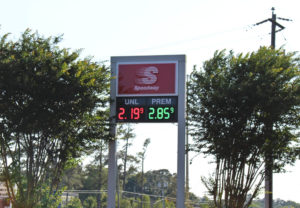 S
Speedway
UNL PREM
2.19⁹ 2.85⁹